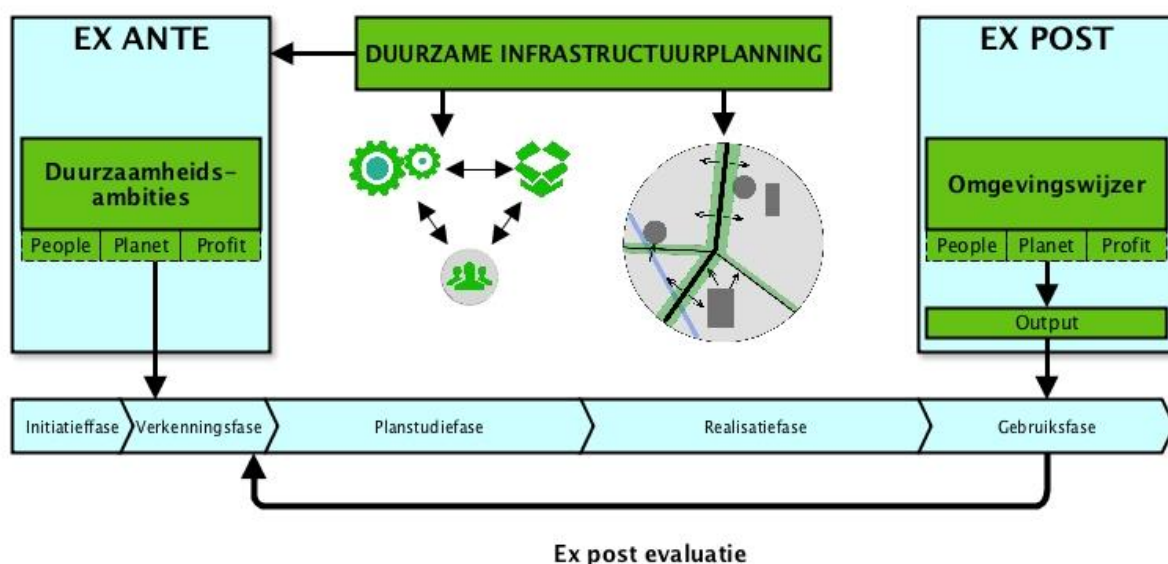 EX ANTE
DUURZAME INFRASTRUCTUURPLANNING
EX POST
Duurzaamheids-
ambities
People Planet Profit
Omgevingswijzer
People Planet Profit
Output
Initiatieffase
Verkenningsfase
Planstudiefase
Realisatiefase
Gebruiksfase
Ex post evaluatie